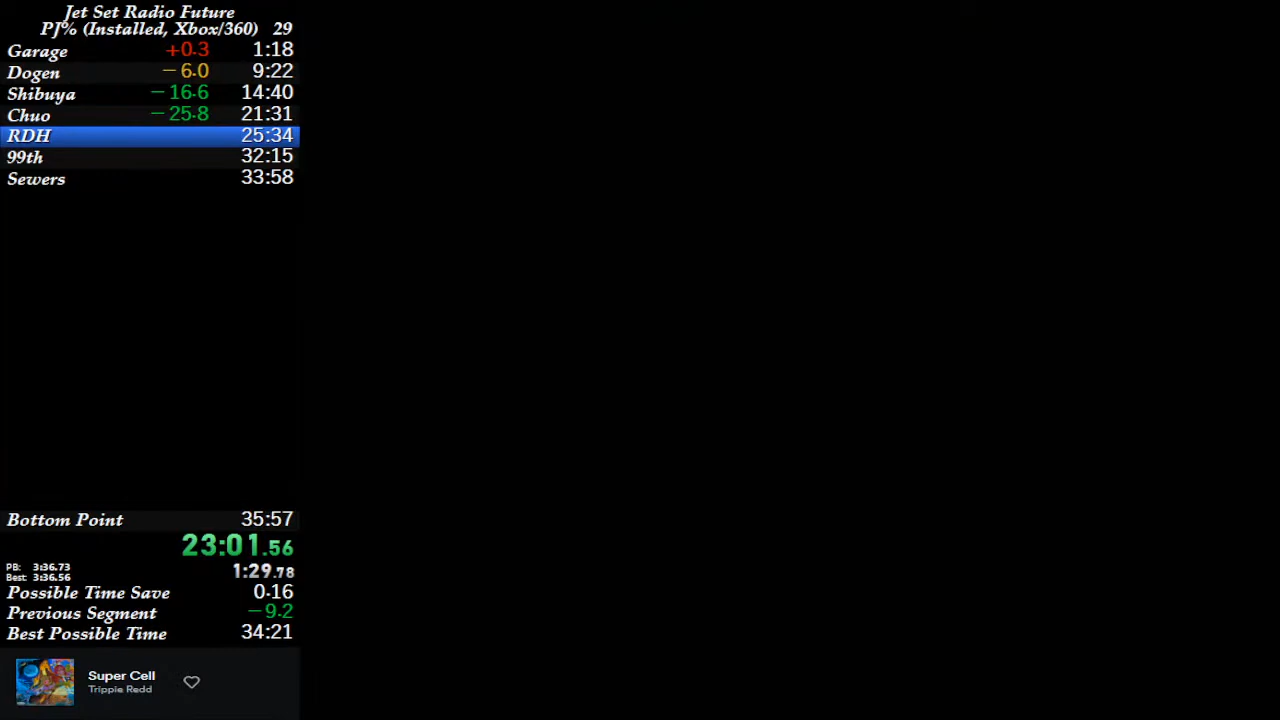 Jet Set Radio Future
PJ% (Installed, Xbox/360) 29
Garage +0.3 1:18
Dogen −6.0 9:22
Shibuya −16.6 14:40
Chuo −25.8 21:31
RDH 25:34
99th 32:15
Sewers 33:58
Bottom Point 35:57
23:01.56
PB: 3:36.73 1:29.78
Best: 3:36.56
Possible Time Save 0.16
Previous Segment −9.2
Best Possible Time 34:21
Super Cell
Trippie Redd